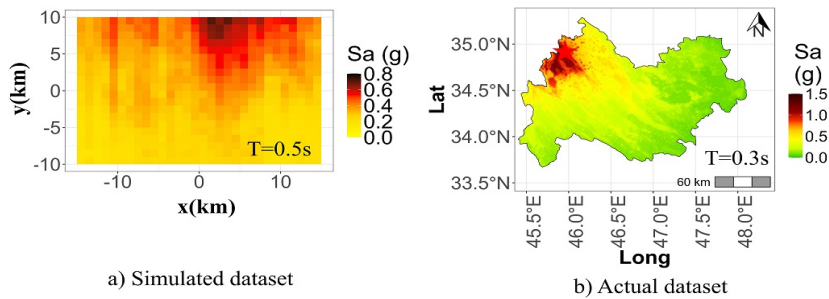 10
5
0
-5
-10
y(km)
-10
0
10
x(km)
T=0.5s
Sa (g)
0.8
0.6
0.4
0.2
0.0
a) Simulated dataset
35.0°N
34.5°N
34.0°N
33.5°N
Lat
45.5°E
46.0°E
46.5°E
47.0°E
47.5°E
48.0°E
Long
T=0.3s
60 km
Sa
(g)
1.5
1.0
0.5
0.0
b) Actual dataset